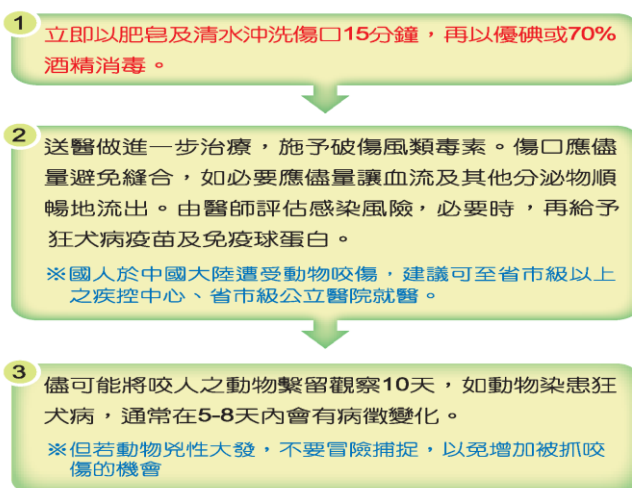 1
立即以肥皂及清水沖洗傷口15分鐘，再以優碘或70%
酒精消毒。
2
送醫做進一步治療，施予破傷風類毒素。傷口應儘
量避免縫合，如必要應儘量讓血流及其他分泌物順
暢地流出。由醫師評估感染風險，必要時，再給予
狂犬病疫苗及免疫球蛋白。
※國人於中國大陸遭受動物咬傷，建議可至省市級以上
之疾控中心、省市級公立醫院就醫。
3
儘可能將咬人之動物繫留觀察10天，如動物染患狂
犬病，通常在5-8天內會有病徵變化。
※但若動物兇性大發，不要冒險捕捉，以免增加被抓咬
傷的機會